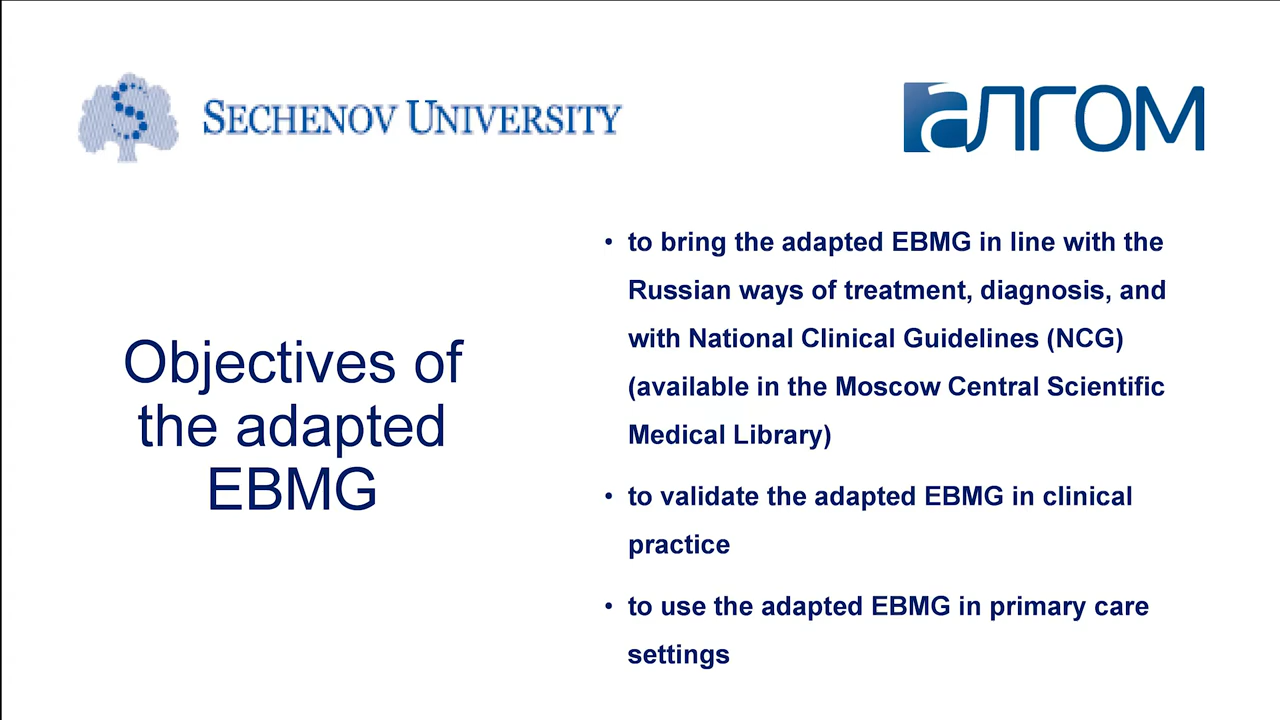 SECHENOV UNIVERSITY
алгом
Objectives of
the adapted
EBMG
• to bring the adapted EBMG in line with the
Russian ways of treatment, diagnosis, and
with National Clinical Guidelines (NCG)
(available in the Moscow Central Scientific
Medical Library)
• to validate the adapted EBMG in clinical
practice
• to use the adapted EBMG in primary care
settings